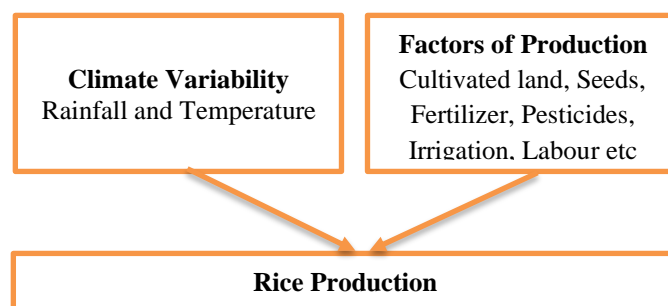 Climate Variability
Rainfall and Temperature
Factors of Production
Cultivated land, Seeds,
Fertilizer, Pesticides,
Irrigation, Labour etc
Rice Production